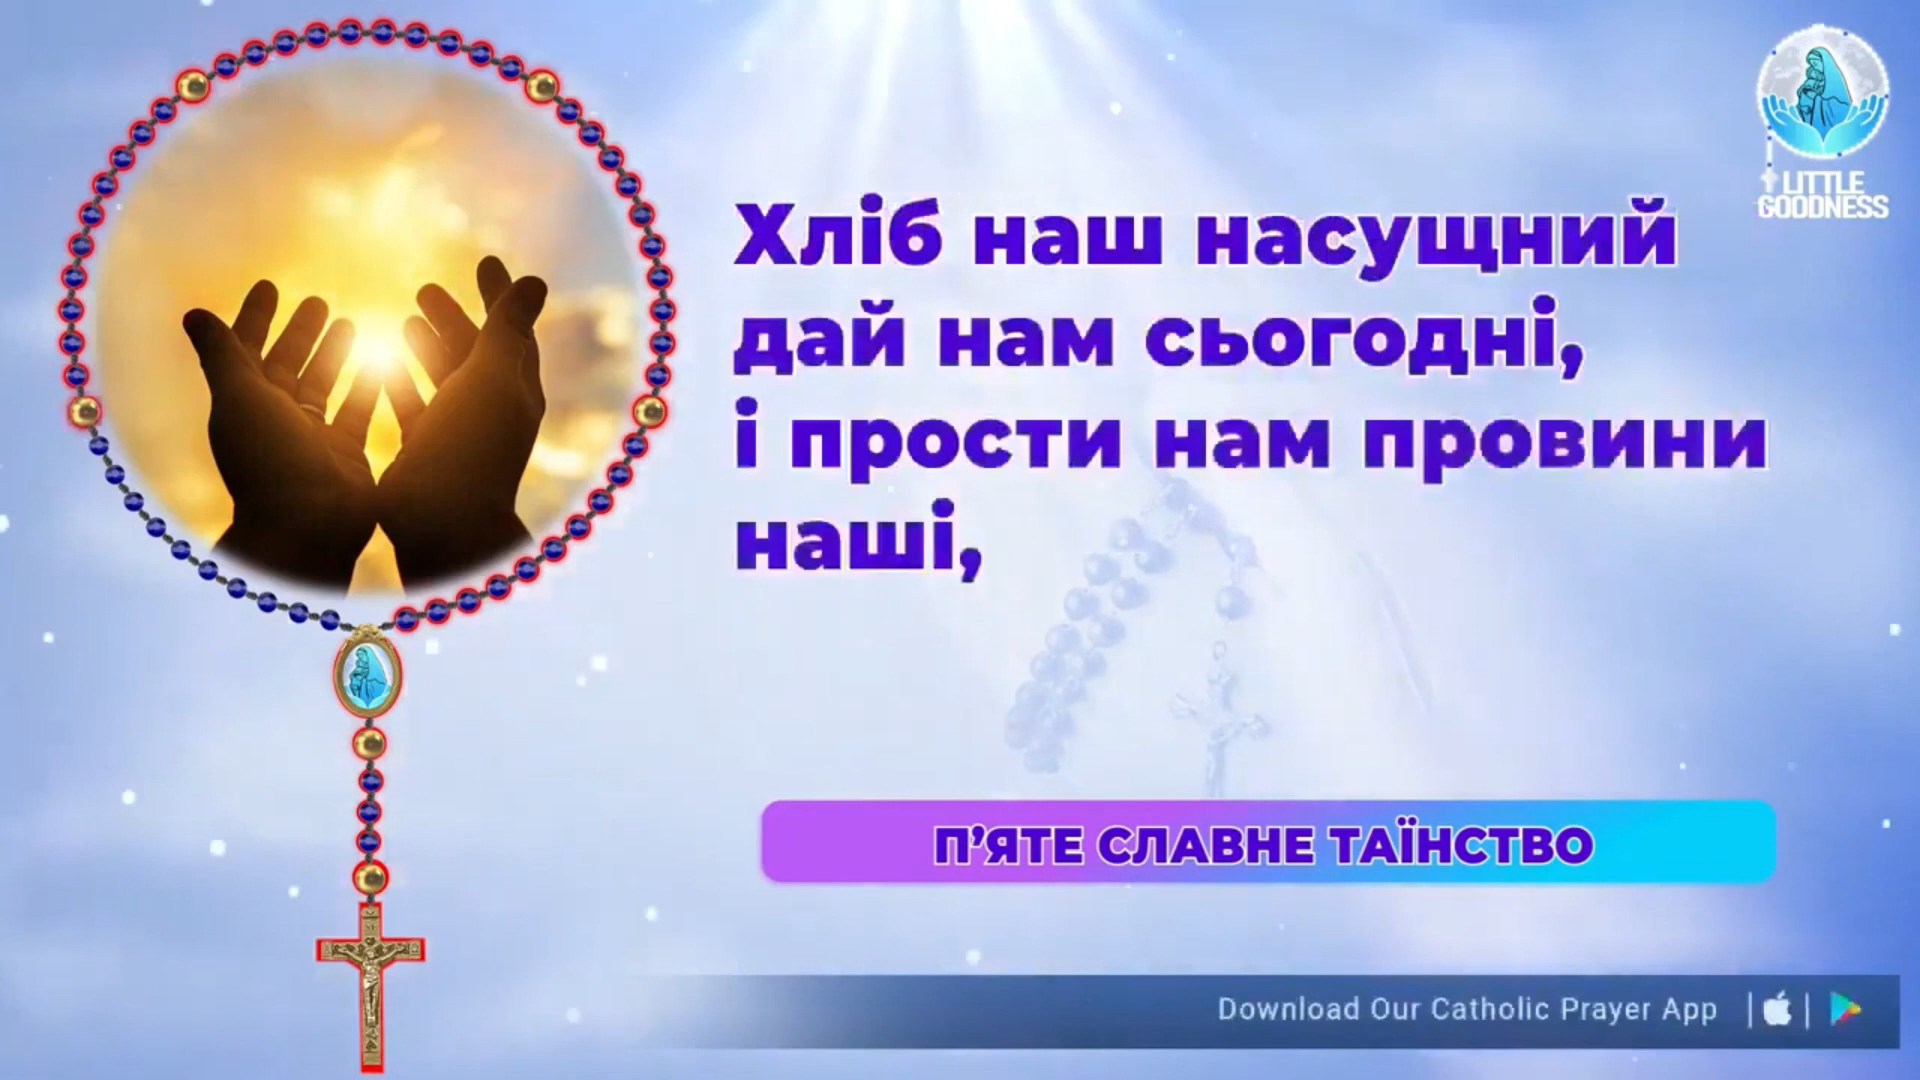 Хліб наш насущний
дай нам сьогодні,
і прости нам провини
наші,
П’ЯТЕ СЛАВНЕ ТАЇНСТВО
LITTLE
GOODNESS
Download Our Catholic Prayer App